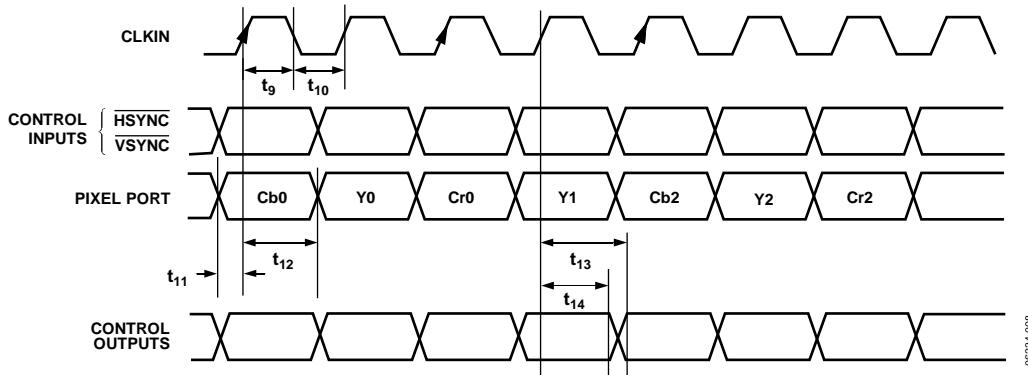 CLKIN
t9
t10
CONTROL
INPUTS
HSYNC
VSYNC
PIXEL PORT
Cb0
Y0
Cr0
Y1
Cb2
Y2
Cr2
t12
t13
t11
t14
CONTROL
OUTPUTS